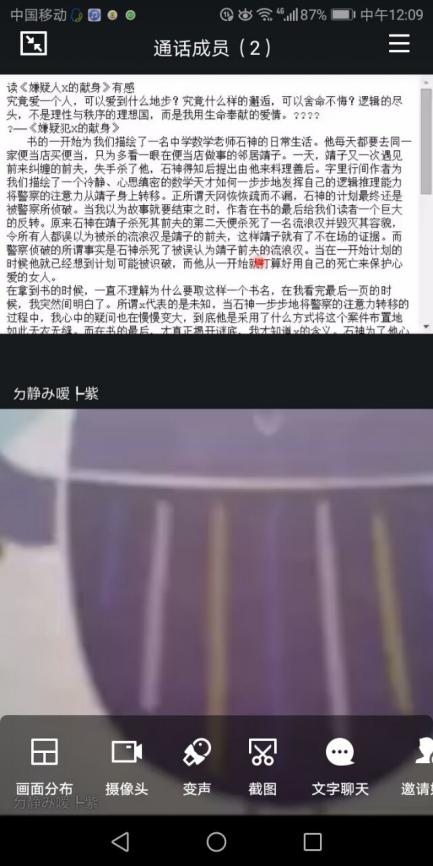 中国移动 46 87% 中午12:09
通话成员（2）
读《嫌疑人x的献身》有感
究竟爱一个人，可以爱到什么地步？究竟什么样的邂逅，可以舍命不悔？逻辑的尽
头，不是理性与秩序的理想国，而是我用生命奉献的爱情。????
?——《嫌疑犯x的献身》
书的一开始为我们描绘了一名中学数学老师石神的日常生活。他每天都要去同一
家便当店买便当，只为多看一眼在便当店做事的邻居靖子。一天，靖子又一次遇见
前来纠缠的前夫，失手杀了他，石神得知后提出由他来料理善后。字里行间作者为
我们描绘了一个冷静、心思缜密的数学天才如何一步步地发挥自己的逻辑推理能力
将警察的注意力从靖子身上转移。正所谓天网恢恢疏而不漏，石神的计划最终还是
被警察所侦破。当我以为故事就要结束之时，作者在书的最后给我们读者一个巨大
的反转。原来石神在靖子杀死其前夫的第二天便杀死了一名流浪汉并毁灭其容貌，
令所有人都误以为被杀的流浪汉是靖子的前夫，这样靖子就有了不在场的证据。而
警察侦破的所谓事实是石神杀死了被误认为靖子前夫的流浪汉。当在一开始计划的
时候他就已经想到计划可能被识破，而他从一开始就打算好用自己的死亡来保护心
爱的女人。
在拿到书的时候，一直不理解为什么要取这样一个书名，在我看完最后一页的时
候，我突然间明白了。所谓x代表的是未知，当石神一步步地将警察的注意力转移的
过程中，我心中的疑问也在慢慢变大，到底他是采用了什么方式将这个案件布置地
如此天衣无缝。而在书的最后，才真正揭开谜底，我才知道x的含义。石神为了他心
ㄉ静み嗳┣紫
画面分布 摄像头 变声 截图 文字聊天 邀请
ㄉ静み嗳┣紫